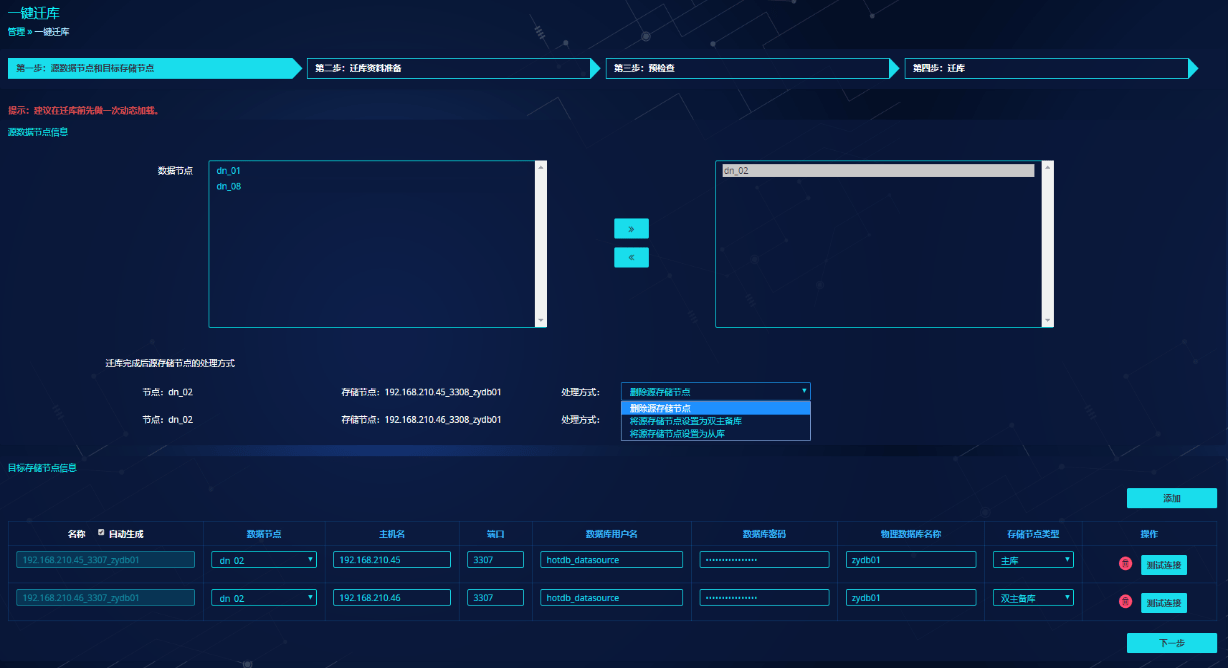 一键迁库
管理 » 一键迁库
第一步：源数据节点和目标存储节点 第二步：迁库资料准备 第三步：预检查 第四步：迁库
提示：建议在迁库前先做一次动态加载。
源数据节点信息
数据节点 dn_01 dn_02
dn_08
»
«
迁库完成后源存储节点的处理方式
节点：dn_02 存储节点：192.168.210.45_3308_zydb01 处理方式： 删除源存储节点
删除源存储节点
节点：dn_02 存储节点：192.168.210.46_3308_zydb01 处理方式： 将源存储节点设置为双主备库
将源存储节点设置为从库
目标存储节点信息
添加
名称 自动生成 数据节点 主机名 端口 数据库用户名 数据库密码 物理数据库名称 存储节点类型 操作
192.168.210.45_3307_zydb01 dn_02 192.168.210.45 3307 hotdb_datasource ················ zydb01 主库 测试连接
192.168.210.46_3307_zydb01 dn_02 192.168.210.46 3307 hotdb_datasource ················ zydb01 双主备库 测试连接
下一步